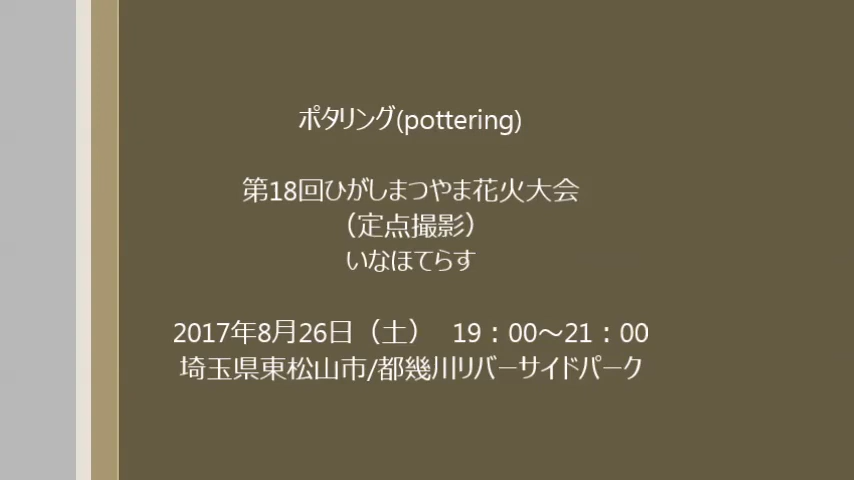 ポタリング(pottering)
第18回ひがしまつやま花火大会
（定点撮影）
いなほてらす
2017年8月26日（土）　19：00～21：00
埼玉県東松山市/都幾川リバーサイドパーク